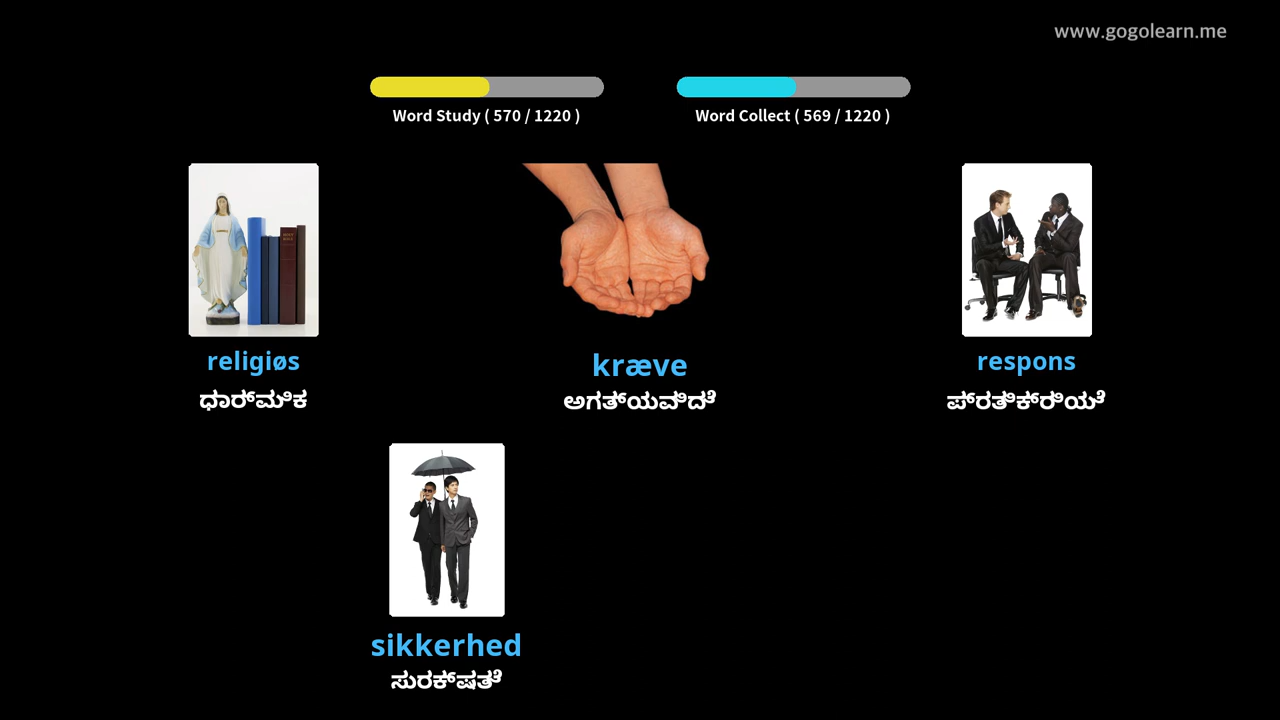 www.gogolearn.me
Word Study ( 570 / 1220 )
Word Collect ( 569 / 1220 )
religiøs
ಧಾರ್ಮಿಕ
kræve
ಅಗತ್ಯವಿದೆ
respons
ಪ್ರತಿಕ್ರಿಯೆ
sikkerhed
ಸುರಕ್ಷತೆ